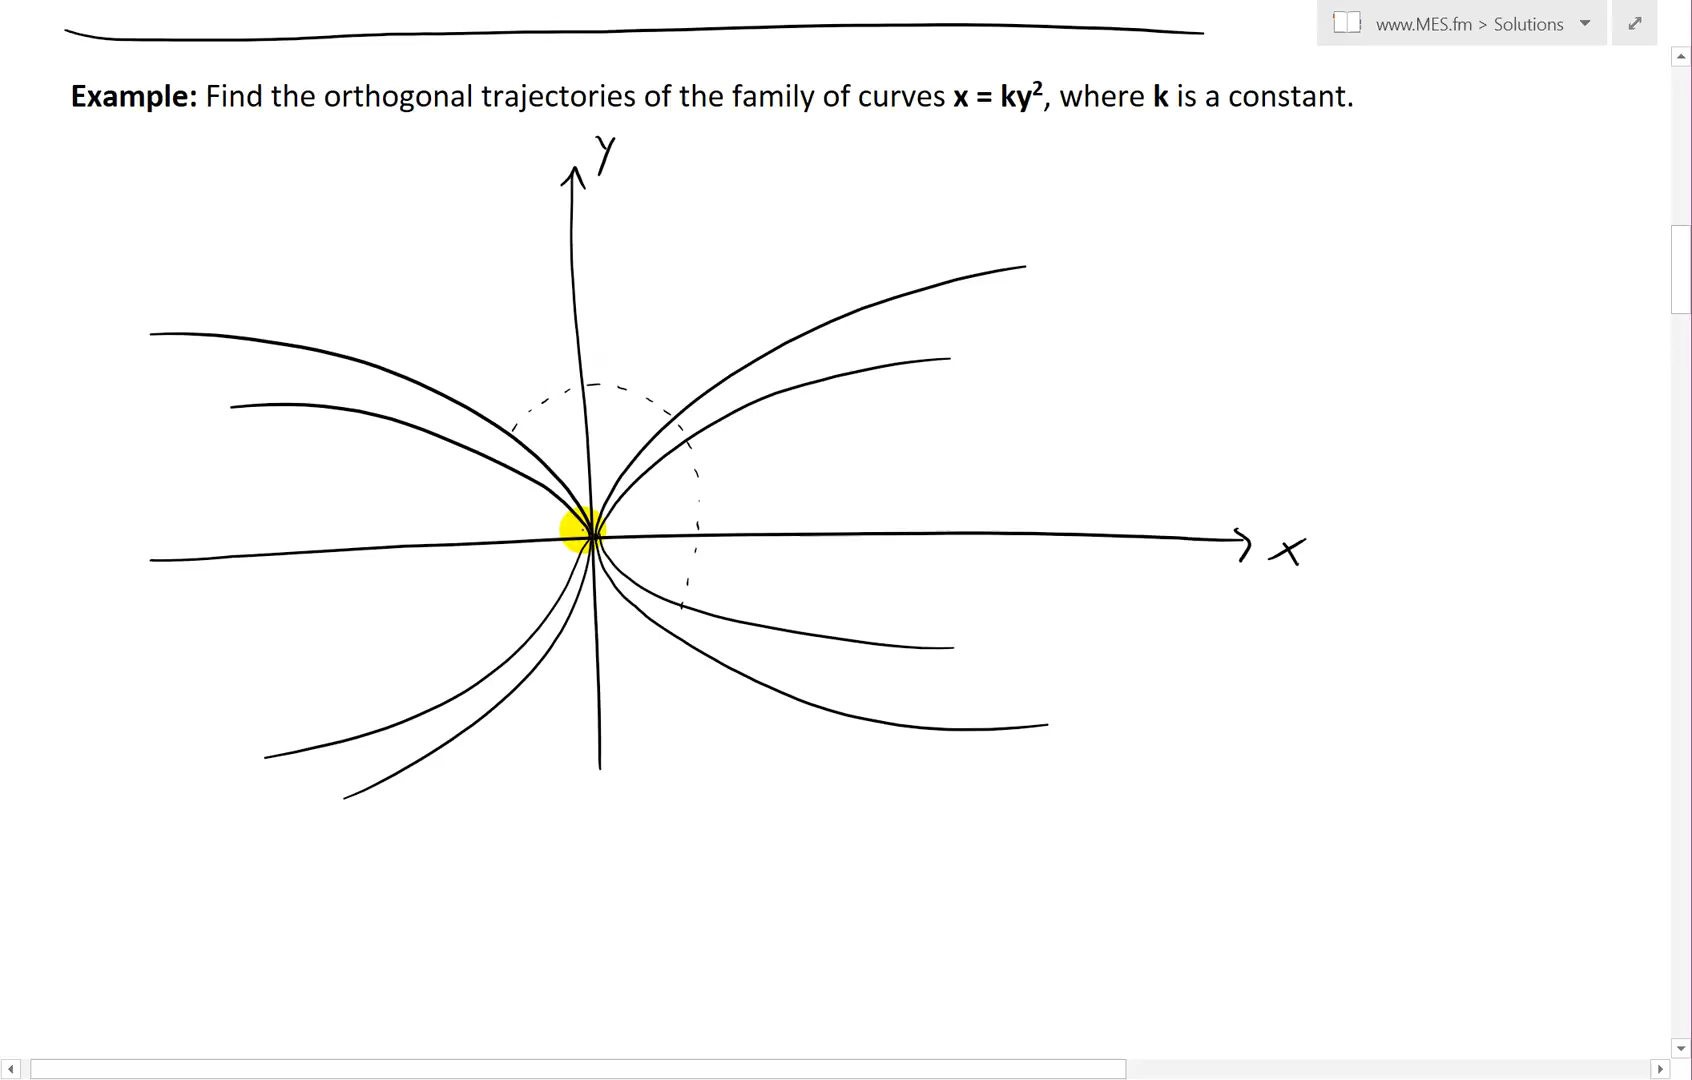 www.MES.fm > Solutions
Example: Find the orthogonal trajectories of the family of curves x = ky², where k is a constant.
y
x